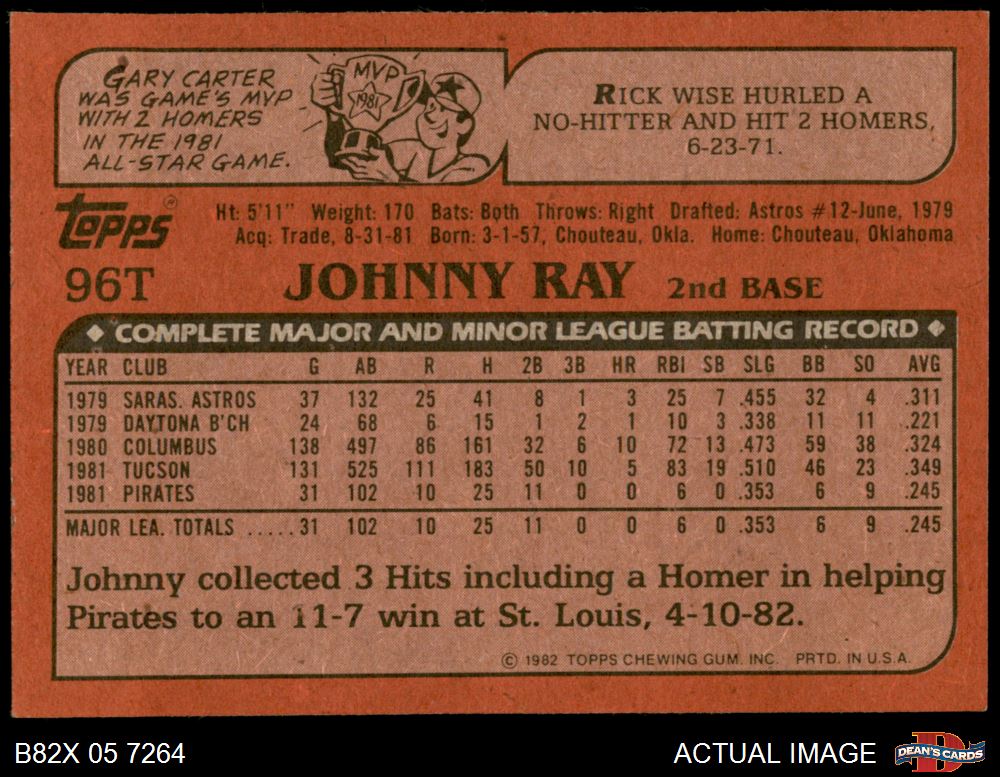 GARY CARTER
WAS GAME'S MVP
WITH 2 HOMERS
IN THE 1981
ALL-STAR GAME.
MVP
1981
RICK WISE HURLED A
NO-HITTER AND HIT 2 HOMERS,
6-23-71.
TOPPS®
Ht: 5'11" Weight: 170 Bats: Both Throws: Right Drafted: Astros #12-June, 1979
Acq: Trade, 8-31-81 Born: 3-1-57, Chouteau, Okla. Home: Chouteau, Oklahoma
96T JOHNNY RAY 2nd BASE
◆ COMPLETE MAJOR AND MINOR LEAGUE BATTING RECORD ◆
YEAR CLUB G AB R H 2B 3B HR RBI SB SLG BB SO AVG
1979 SARAS. ASTROS 37 132 25 41 8 1 3 25 7 .455 32 4 .311
1979 DAYTONA B'CH 24 68 6 15 1 2 1 10 3 .338 11 11 .221
1980 COLUMBUS 138 497 86 161 32 6 10 72 13 .473 59 38 .324
1981 TUCSON 131 525 111 183 50 10 5 83 19 .510 46 23 .349
1981 PIRATES 31 102 10 25 11 0 0 6 0 .353 6 9 .245
MAJOR LEA. TOTALS .....31 102 10 25 11 0 0 6 0 .353 6 9 .245
Johnny collected 3 Hits including a Homer in helping
Pirates to an 11-7 win at St. Louis, 4-10-82.
© 1982 TOPPS CHEWING GUM. INC. PRTD. IN U.S.A.
B82X 05 7264
ACTUAL IMAGE
D
DEAN'S CARDS